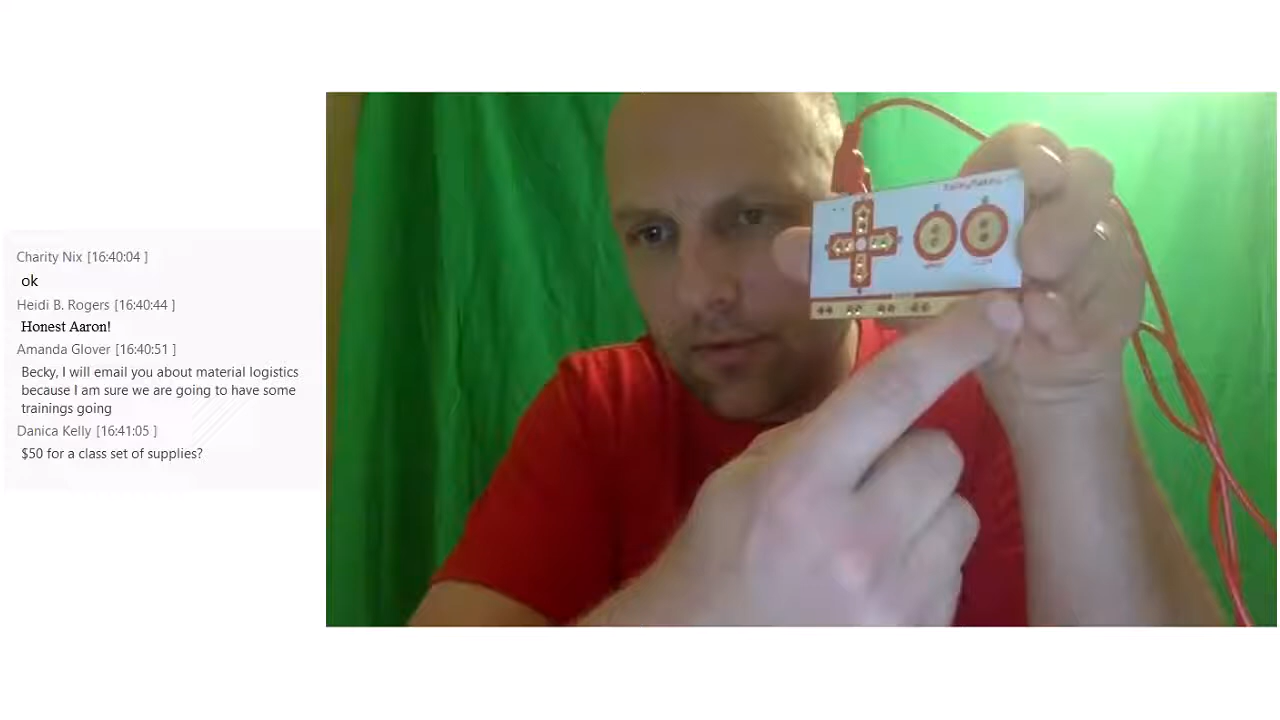 Charity Nix [16:40:04 ]
ok
Heidi B. Rogers [16:40:44 ]
Honest Aaron!
Amanda Glover [16:40:51 ]
Becky, I will email you about material logistics
because I am sure we are going to have some
trainings going
Danica Kelly [16:41:05 ]
$50 for a class set of supplies?